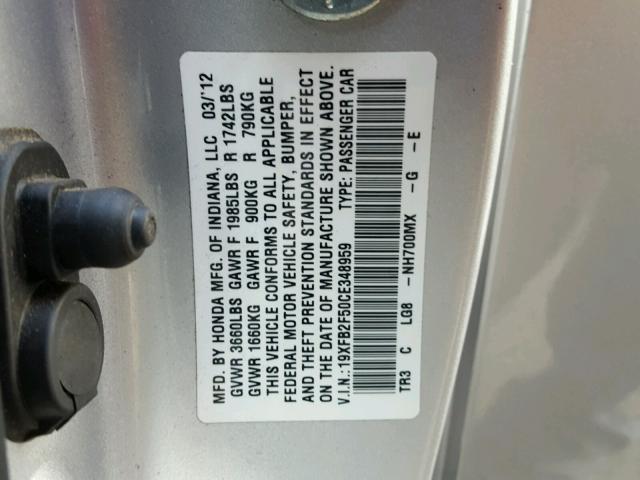 MFD. BY HONDA MFG. OF INDIANA, LLC 03/'12
GVWR 3660LBS GAWR F 1985LBS R 1742LBS
GVWR 1660KG GAWR F 900KG R 790KG
THIS VEHICLE CONFORMS TO ALL APPLICABLE
FEDERAL MOTOR VEHICLE SAFETY, BUMPER,
AND THEFT PREVENTION STANDARDS IN EFFECT
ON THE DATE OF MANUFACTURE SHOWN ABOVE.
V.I.N.:19XFB2F50CE348959 TYPE: PASSENGER CAR
TR3 C LG8 -NH700MX -G -E